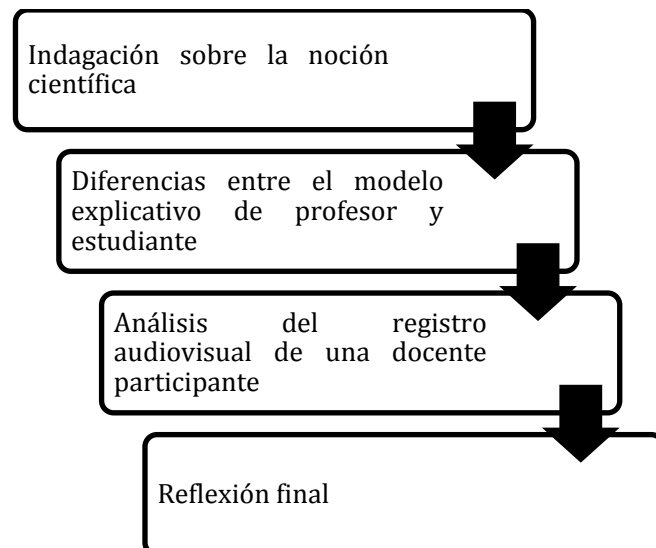 Indagación sobre la noción
científica
Diferencias entre el modelo
explicativo de profesor y
estudiante
Análisis del registro
audiovisual de una docente
participante
Reflexión final